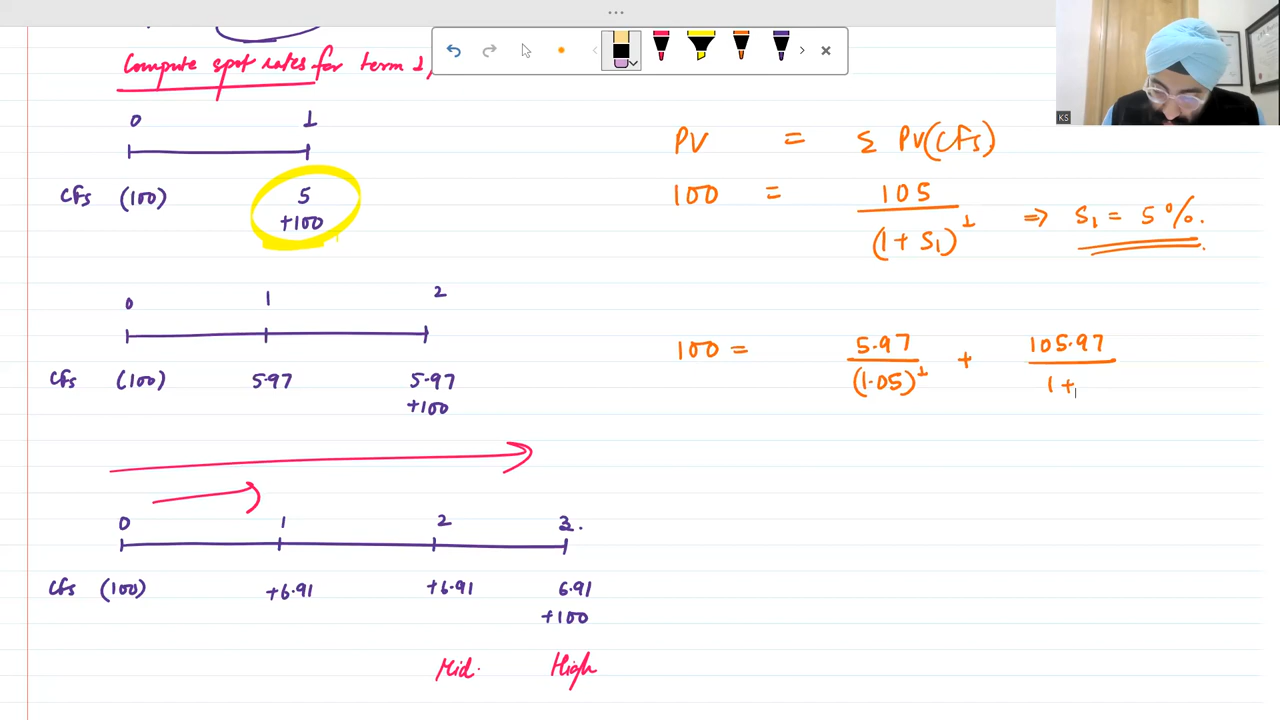 Compute spot rates for term 1,
0 1
CFs (100) 5
+100
PV = Σ PV(CFs)
100 = 105 / (1 + S₁)¹ ⇒ S₁ = 5%.
0 1 2
CFs (100) 5.97 5.97
+100
100 = 5.97 / (1.05)¹ + 105.97 / 1+
0 1 2 3.
CFs (100) +6.91 +6.91 6.91
+100
Mid. High
KS